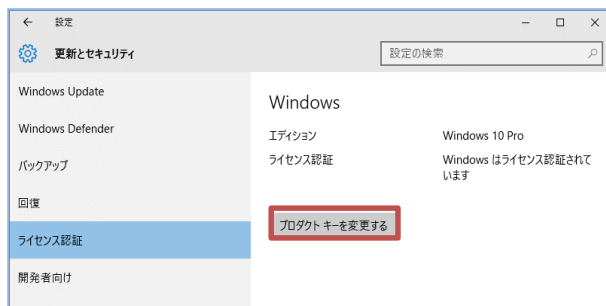 設定
更新とセキュリティ
設定の検索
Windows Update
Windows Defender
バックアップ
回復
ライセンス認証
開発者向け
Windows
エディション
Windows 10 Pro
ライセンス認証
Windows はライセンス認証されて
います
プロダクト キーを変更する